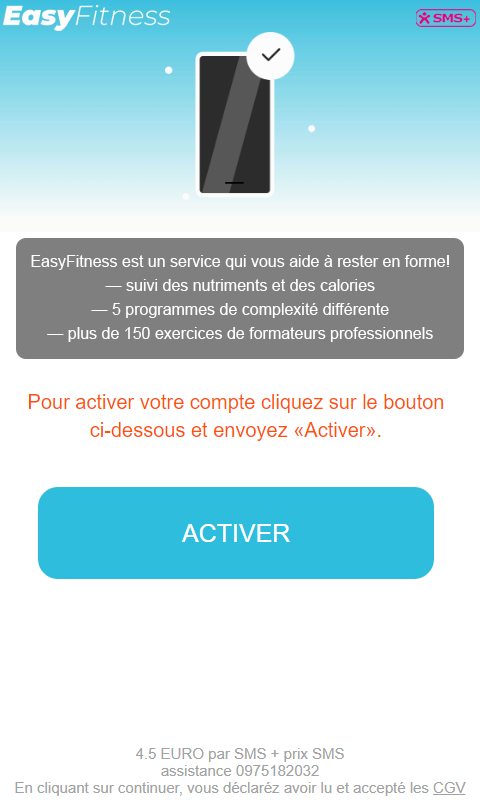 EasyFitness
SMS+
EasyFitness est un service qui vous aide à rester en forme!
— suivi des nutriments et des calories
— 5 programmes de complexité différente
— plus de 150 exercices de formateurs professionnels
Pour activer votre compte cliquez sur le bouton
ci-dessous et envoyez «Activer».
ACTIVER
4.5 EURO par SMS + prix SMS
assistance 0975182032
En cliquant sur continuer, vous déclaréz avoir lu et accepté les CGV